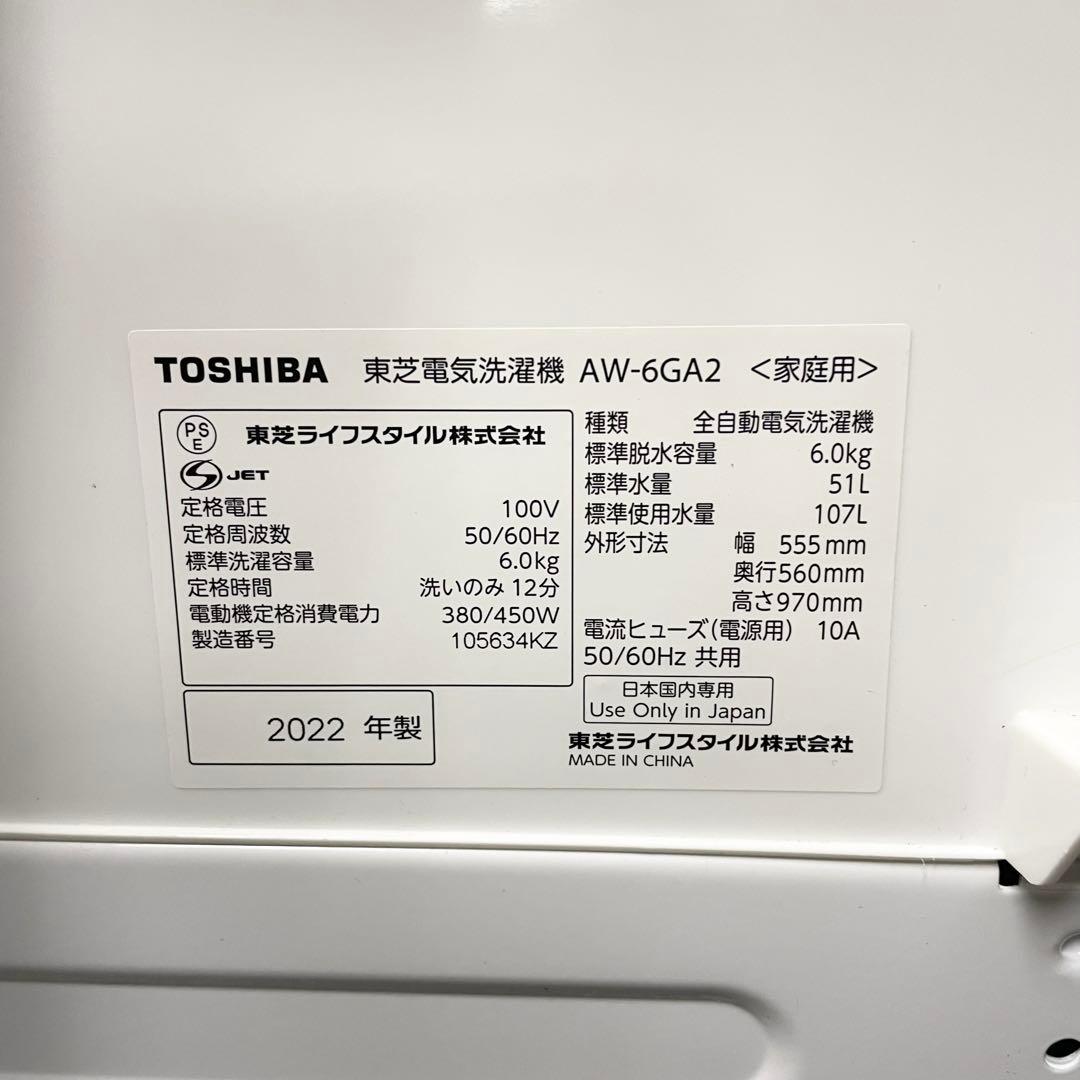 TOSHIBA 東芝電気洗濯機 AW-6GA2 <家庭用>
PSE 東芝ライフスタイル株式会社
S JET
定格電圧 100V
定格周波数 50/60Hz
標準洗濯容量 6.0kg
定格時間 洗いのみ 12分
電動機定格消費電力 380/450W
製造番号 105634KZ
2022 年製
種類 全自動電気洗濯機
標準脱水容量 6.0kg
標準水量 51L
標準使用水量 107L
外形寸法 幅 555mm
奥行560mm
高さ970mm
電流ヒューズ(電源用) 10A
50/60Hz 共用
日本国内専用
Use Only in Japan
東芝ライフスタイル株式会社
MADE IN CHINA